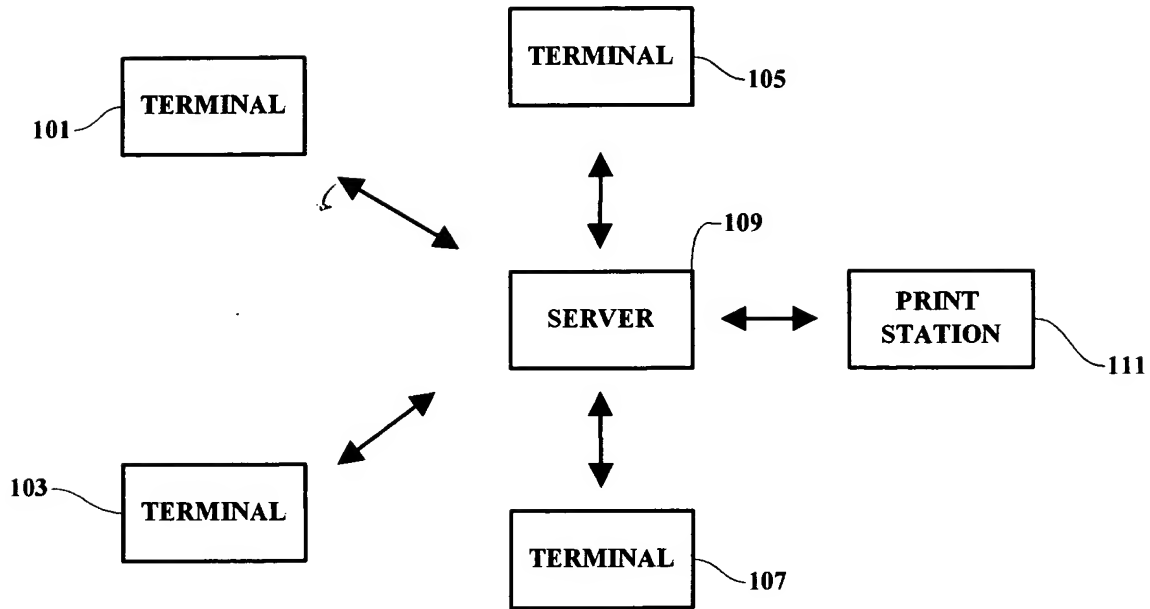 TERMINAL
105
TERMINAL
101
109
SERVER
PRINT
STATION
111
103
TERMINAL
TERMINAL
107